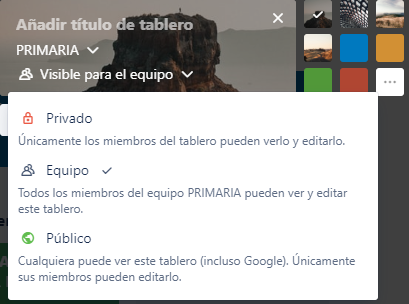 Añadir título de tablero
PRIMARIA
Visible para el equipo
Privado
Únicamente los miembros del tablero pueden verlo y editarlo.
Equipo
Todos los miembros del equipo PRIMARIA pueden ver y editar
este tablero.
Público
Cualquiera puede ver este tablero (incluso Google). Únicamente
sus miembros pueden editarlo.